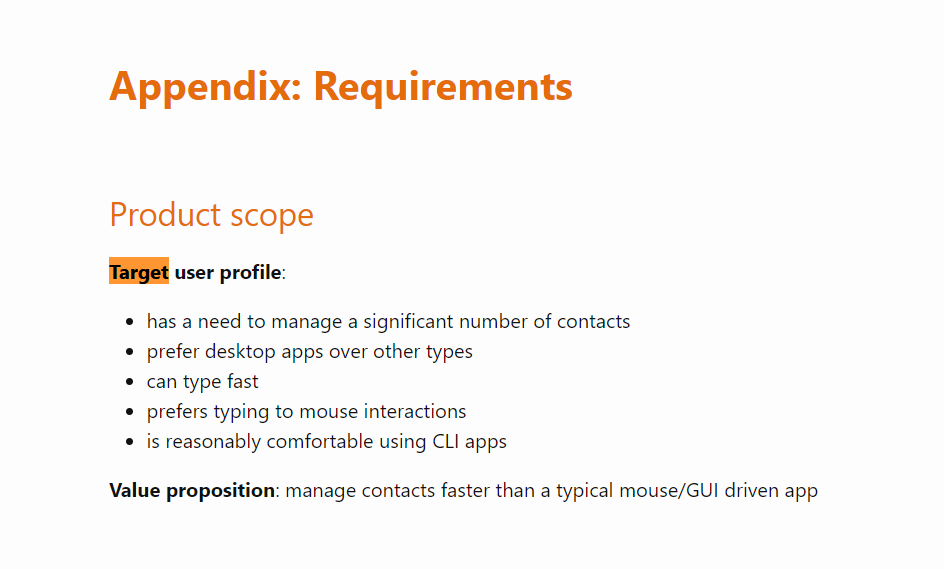 Appendix: Requirements
Product scope
Target user profile:
has a need to manage a significant number of contacts
prefer desktop apps over other types
can type fast
prefers typing to mouse interactions
is reasonably comfortable using CLI apps
Value proposition: manage contacts faster than a typical mouse/GUI driven app